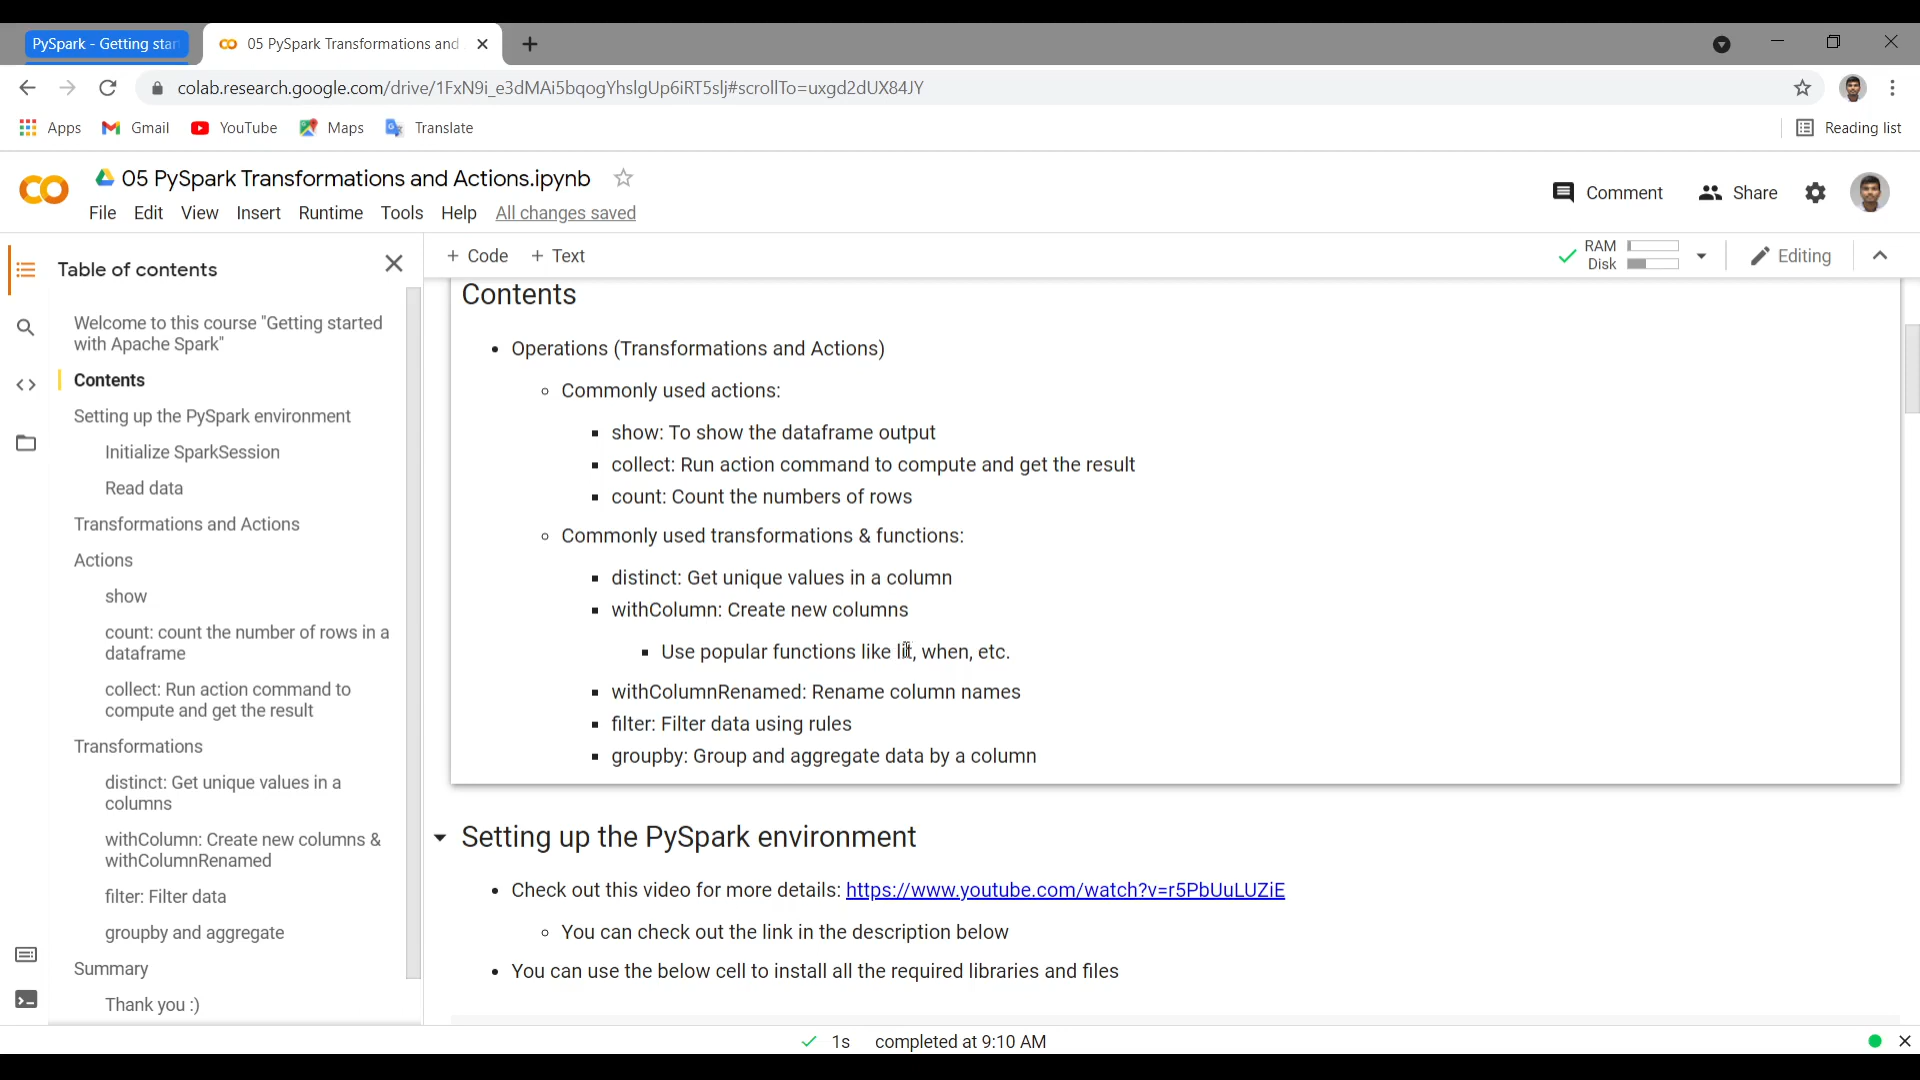 PySpark - Getting star
05 PySpark Transformations and
colab.research.google.com/drive/1FxN9i_e3dMAi5bqogYhslgUp6iRT5slj#scrollTo=uxgd2dUX84JY
Apps
Gmail
YouTube
Maps
Translate
Reading list
05 PySpark Transformations and Actions.ipynb
Comment
Share
File
Edit
View
Insert
Runtime
Tools
Help
All changes saved
Table of contents
+ Code
+ Text
RAM
Disk
Editing
Welcome to this course "Getting started
with Apache Spark"
Contents
Setting up the PySpark environment
Initialize SparkSession
Read data
Transformations and Actions
Actions
show
count: count the number of rows in a
dataframe
collect: Run action command to
compute and get the result
Transformations
distinct: Get unique values in a
columns
withColumn: Create new columns &
withColumnRenamed
filter: Filter data
groupby and aggregate
Summary
Thank you :)
Contents
Operations (Transformations and Actions)
Commonly used actions:
show: To show the dataframe output
collect: Run action command to compute and get the result
count: Count the numbers of rows
Commonly used transformations & functions:
distinct: Get unique values in a column
withColumn: Create new columns
Use popular functions like lit, when, etc.
withColumnRenamed: Rename column names
filter: Filter data using rules
groupby: Group and aggregate data by a column
Setting up the PySpark environment
Check out this video for more details: https://www.youtube.com/watch?v=r5PbUuLUZiE
You can check out the link in the description below
You can use the below cell to install all the required libraries and files
1s completed at 9:10 AM